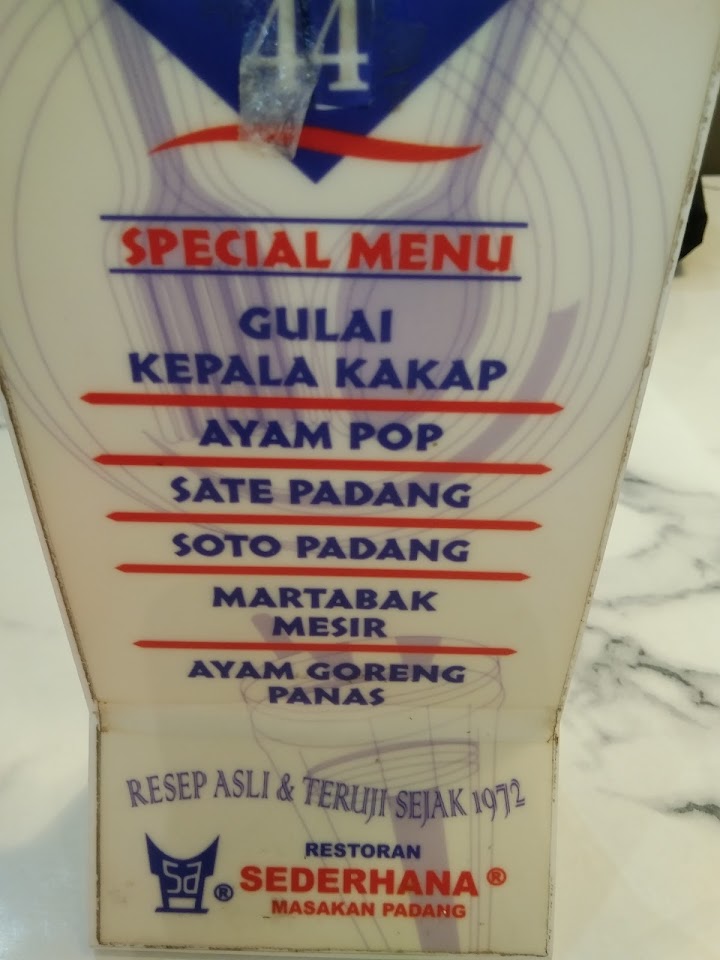 44
SPECIAL MENU
GULAI
KEPALA KAKAP
AYAM POP
SATE PADANG
SOTO PADANG
MARTABAK
MESIR
AYAM GORENG
PANAS
RESEP ASLI & TERUJI SEJAK 1972
RESTORAN
sa ® SEDERHANA ®
MASAKAN PADANG